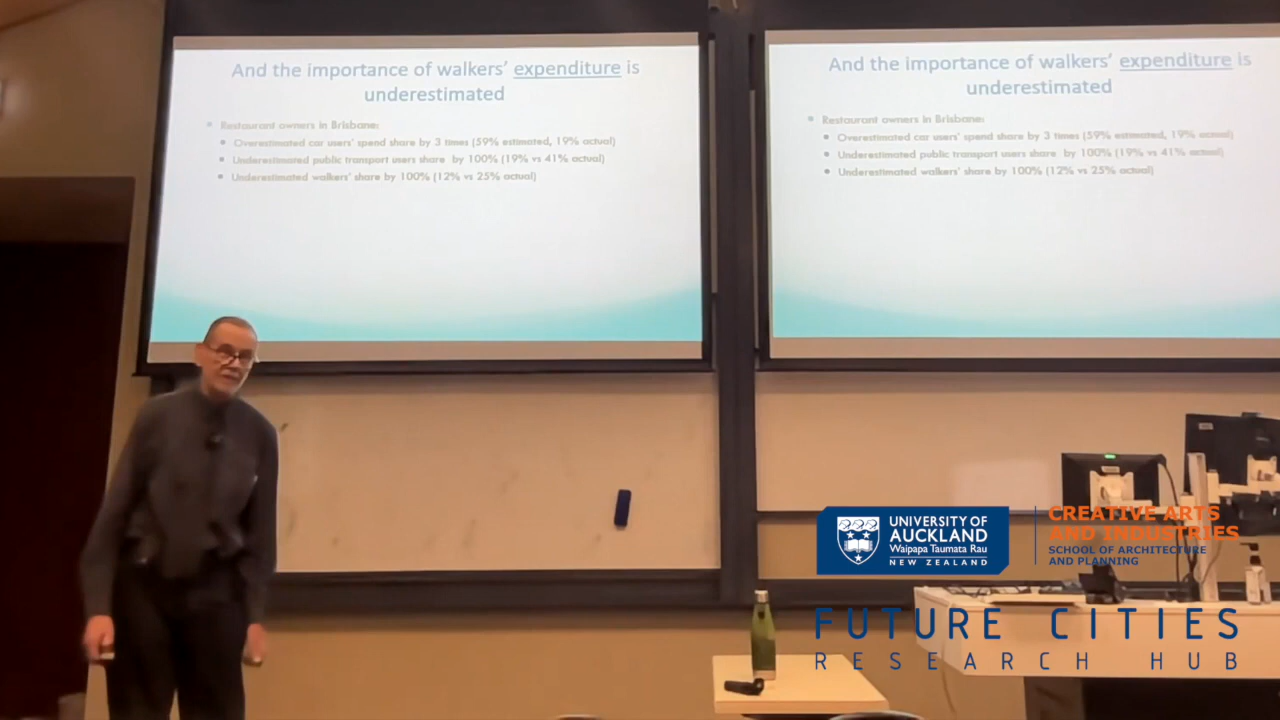 And the importance of walkers' expenditure is
underestimated
Restaurant owners in Brisbane:
Overestimated car users' spend share by 3 times (59% estimated, 19% actual)
Underestimated public transport users share by 100% (19% vs 41% actual)
Underestimated walkers' share by 100% (12% vs 25% actual)
And the importance of walkers' expenditure is
underestimated
Restaurant owners in Brisbane:
Overestimated car users' spend share by 3 times (59% estimated, 19% actual)
Underestimated public transport users share by 100% (19% vs 41% actual)
Underestimated walkers' share by 100% (12% vs 25% actual)
UNIVERSITY OF
AUCKLAND
Waipapa Taumata Rau
NEW ZEALAND
CREATIVE ARTS
AND INDUSTRIES
SCHOOL OF ARCHITECTURE
AND PLANNING
FUTURE CITIES
RESEARCH HUB